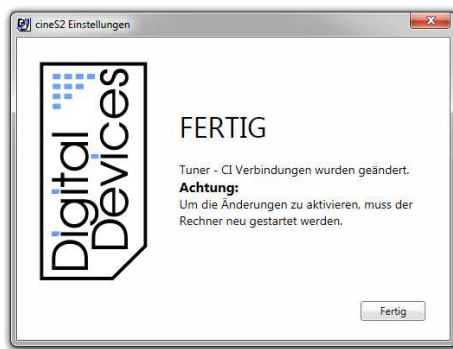 cineS2 Einstellungen
Digital
Devices
FERTIG
Tuner - CI Verbindungen wurden geändert.
Achtung:
Um die Änderungen zu aktivieren, muss der
Rechner neu gestartet werden.
Fertig